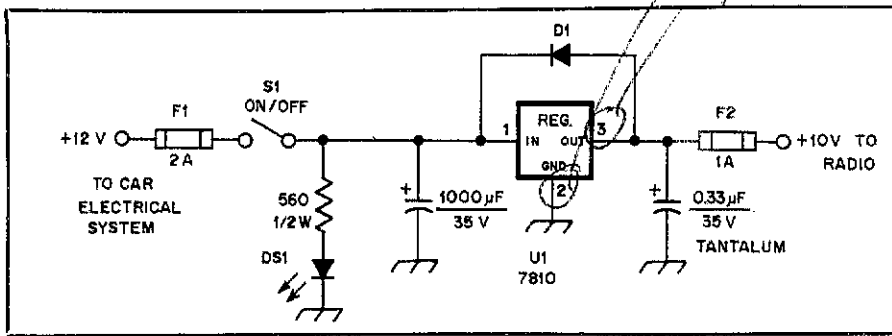 D1
S1
ON/OFF
F1
+12 V
2A
TO CAR
ELECTRICAL
SYSTEM
560
1/2W
DS1
+
1000µF
35 V
1
REG.
IN
OUT
GND
3
2
U1
7810
F2
1A
+10V TO
RADIO
+
0.33µF
35 V
TANTALUM